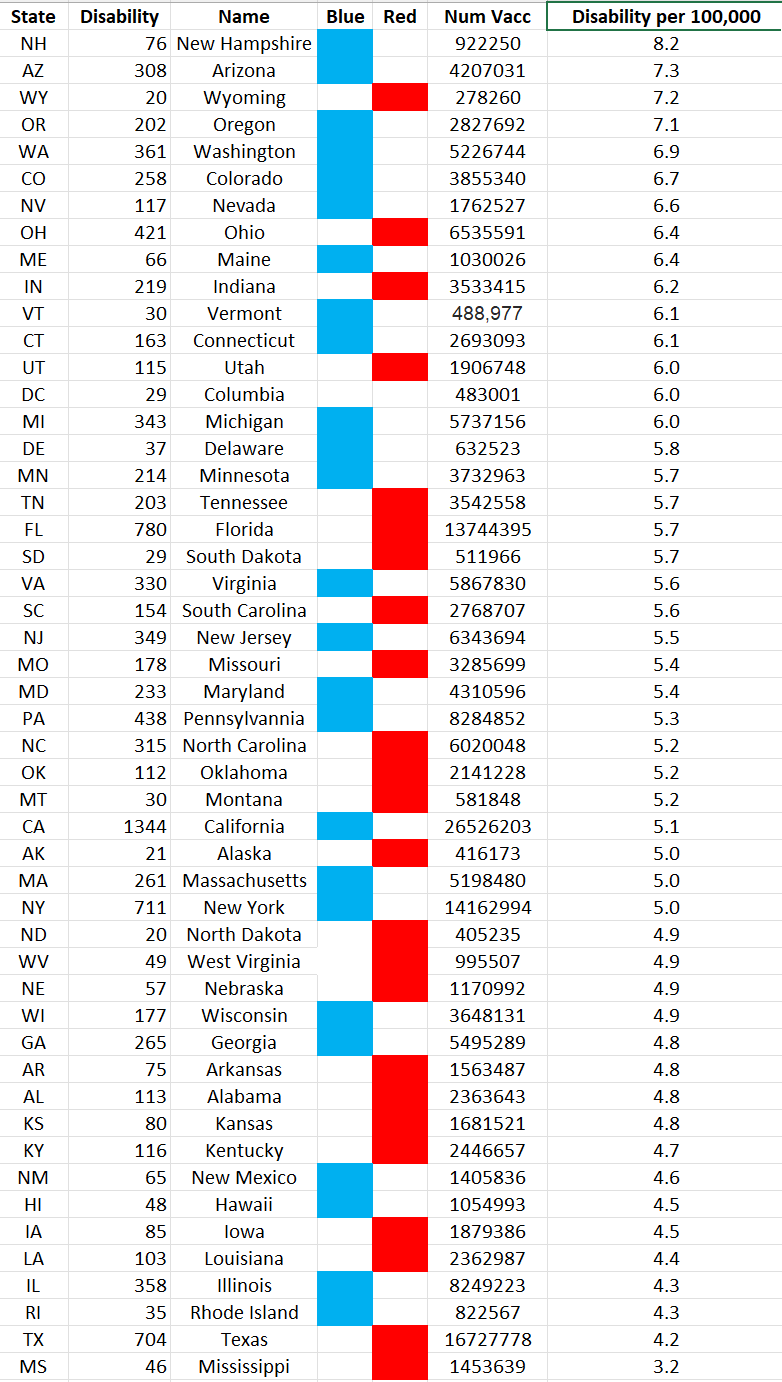 State Disability Name Blue Red Num Vacc Disability per 100,000
NH 76 New Hampshire 922250 8.2
AZ 308 Arizona 4207031 7.3
WY 20 Wyoming 278260 7.2
OR 202 Oregon 2827692 7.1
WA 361 Washington 5226744 6.9
CO 258 Colorado 3855340 6.7
NV 117 Nevada 1762527 6.6
OH 421 Ohio 6535591 6.4
ME 66 Maine 1030026 6.4
IN 219 Indiana 3533415 6.2
VT 30 Vermont 488,977 6.1
CT 163 Connecticut 2693093 6.1
UT 115 Utah 1906748 6.0
DC 29 Columbia 483001 6.0
MI 343 Michigan 5737156 6.0
DE 37 Delaware 632523 5.8
MN 214 Minnesota 3732963 5.7
TN 203 Tennessee 3542558 5.7
FL 780 Florida 13744395 5.7
SD 29 South Dakota 511966 5.7
VA 330 Virginia 5867830 5.6
SC 154 South Carolina 2768707 5.6
NJ 349 New Jersey 6343694 5.5
MO 178 Missouri 3285699 5.4
MD 233 Maryland 4310596 5.4
PA 438 Pennsylvannia 8284852 5.3
NC 315 North Carolina 6020048 5.2
OK 112 Oklahoma 2141228 5.2
MT 30 Montana 581848 5.2
CA 1344 California 26526203 5.1
AK 21 Alaska 416173 5.0
MA 261 Massachusetts 5198480 5.0
NY 711 New York 14162994 5.0
ND 20 North Dakota 405235 4.9
WV 49 West Virginia 995507 4.9
NE 57 Nebraska 1170992 4.9
WI 177 Wisconsin 3648131 4.9
GA 265 Georgia 5495289 4.8
AR 75 Arkansas 1563487 4.8
AL 113 Alabama 2363643 4.8
KS 80 Kansas 1681521 4.8
KY 116 Kentucky 2446657 4.7
NM 65 New Mexico 1405836 4.6
HI 48 Hawaii 1054993 4.5
IA 85 Iowa 1879386 4.5
LA 103 Louisiana 2362987 4.4
IL 358 Illinois 8249223 4.3
RI 35 Rhode Island 822567 4.3
TX 704 Texas 16727778 4.2
MS 46 Mississippi 1453639 3.2